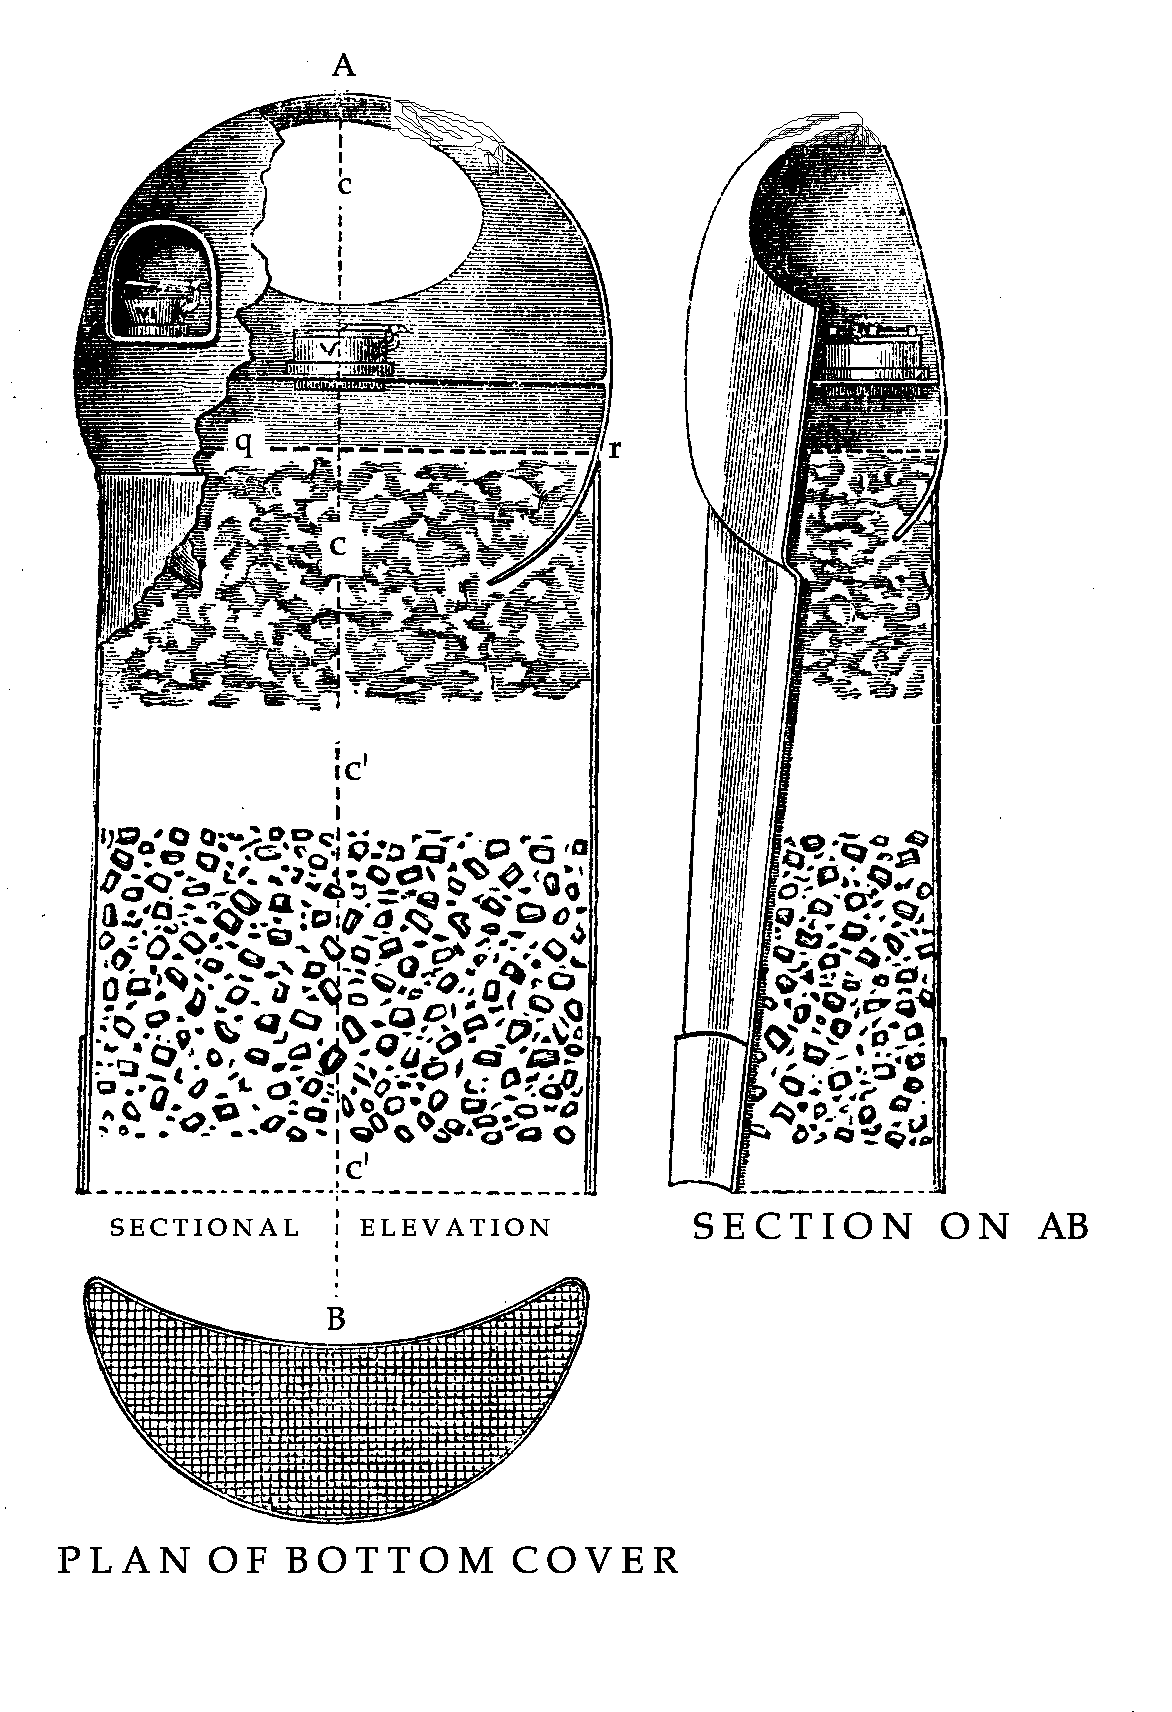 A
c
V
V
q
r
c
c'
c'
SECTIONAL ELEVATION
SECTION ON AB
B
PLAN OF BOTTOM COVER